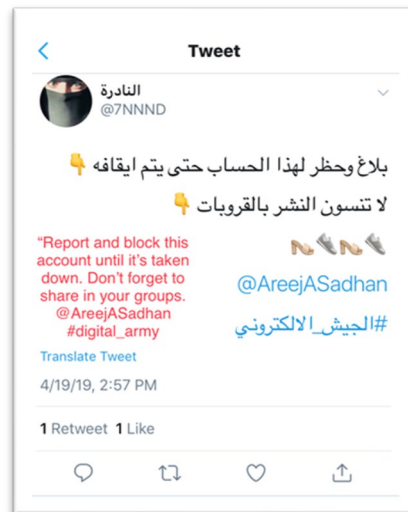 Tweet
النادرة
@7NNND
بلاغ وحظر لهذا الحساب حتى يتم ايقافه 👇
لا تنسون النشر بالقروبات 👇
👡👟👡👟
@AreejASadhan
#الجيش_الالكتروني
“Report and block this
account until it's taken
down. Don't forget to
share in your groups.
@AreejASadhan
#digital_army
Translate Tweet
4/19/19, 2:57 PM
1 Retweet 1 Like